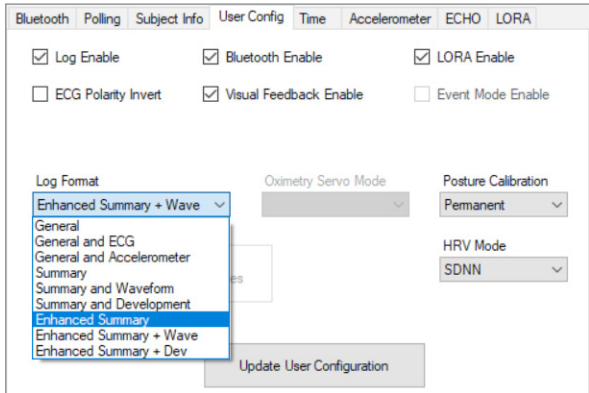 Bluetooth Polling Subject Info User Config Time Accelerometer ECHO LORA
Log Enable Bluetooth Enable LORA Enable
ECG Polarity Invert Visual Feedback Enable Event Mode Enable
Log Format Oximetry Servo Mode Posture Calibration
Enhanced Summary + Wave Permanent
General
General and ECG
General and Accelerometer
Summary
Summary and Waveform
Summary and Development
Enhanced Summary
Enhanced Summary + Wave
Enhanced Summary + Dev
HRV Mode
SDNN
Update User Configuration